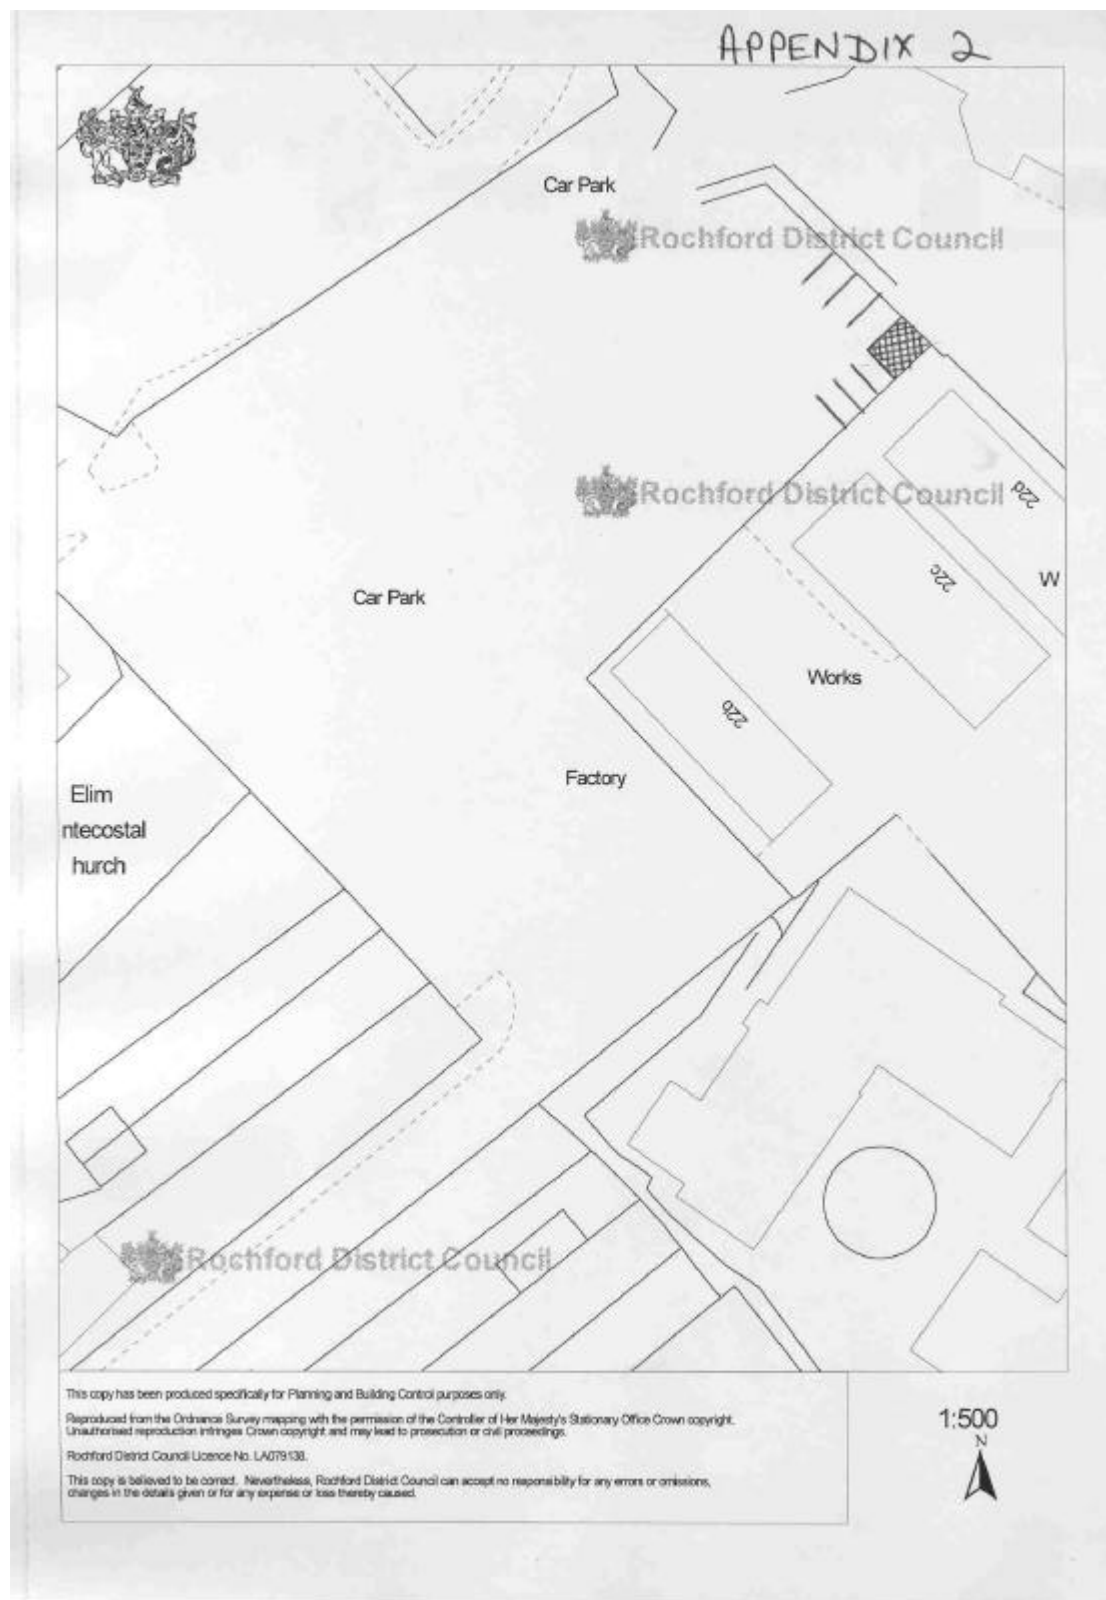 APPENDIX 2
Car Park
Rochford District Council
Rochford District Council
22d
22c
W
Car Park
Works
22b
Factory
Elim
ntecostal
hurch
Rochford District Council
This copy has been produced specifically for Planning and Building Control purposes only.
Reproduced from the Ordnance Survey mapping with the permission of the Controller of Her Majesty's Stationary Office Crown copyright.
Unauthorised reproduction infringes Crown copyright and may lead to prosecution or civil proceedings.
Rochford District Council Licence No. LA079138.
This copy is believed to be correct. Nevertheless, Rochford District Council can accept no responsibility for any errors or omissions,
changes in the details given or for any expense or loss thereby caused.
1:500
N